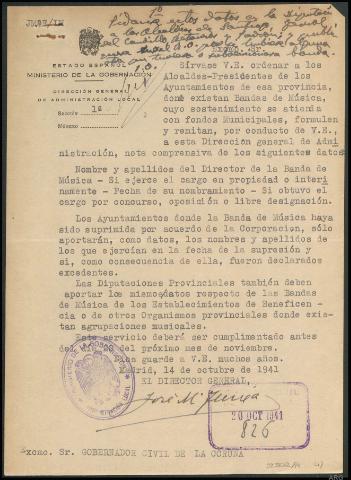 JMHE/IM
ESTADO ESPAÑOL
MINISTERIO DE LA GOBERNACIÓN
DIRECCIÓN GENERAL
DE ADMINISTRACIÓN LOCAL
Sección 1ª
Número
Excmo. Sr.
Sírvase V.E. ordenar a los
Alcaldes-Presidentes de los
Ayuntamientos de esa provincia,
donde existan Bandas de Música,
cuyo sostenimiento se atienda
con fondos Municipales, formulen
y remitan, por conducto de V.E.,
a esta Dirección general de Admi
nistración, nota comprensiva de los siguientes datos:
Nombre y apellidos del Director de la Banda de
Música - Si ejerce el cargo en propiedad o interi
namente - Fecha de su nombramiento - Si obtuvo el
cargo por concurso, oposición o libre designación.
Los Ayuntamientos donde la Banda de Música haya
sido suprimida por acuerdo de la Corporación, sólo
aportarán, como datos, los nombres y apellidos de
los que ejercían en la fecha de la supresión y
si, como consecuencia de ella, fueron declarados
excedentes.
Las Diputaciones Provinciales también deben
aportar los mismos datos respecto de las Bandas
de Música de los Establecimientos de Beneficen -
cia o de otros Organismos provinciales donde exis
tan agrupaciones musicales.
Este servicio deberá ser cumplimentado antes
del 20 del próximo mes de noviembre.
Dios guarde a V.E. muchos años.
Madrid, 14 de octubre de 1941
EL DIRECTOR GENERAL,
20 OCT 1941
826
Excmo. Sr. GOBERNADOR CIVIL DE LA CORUÑA